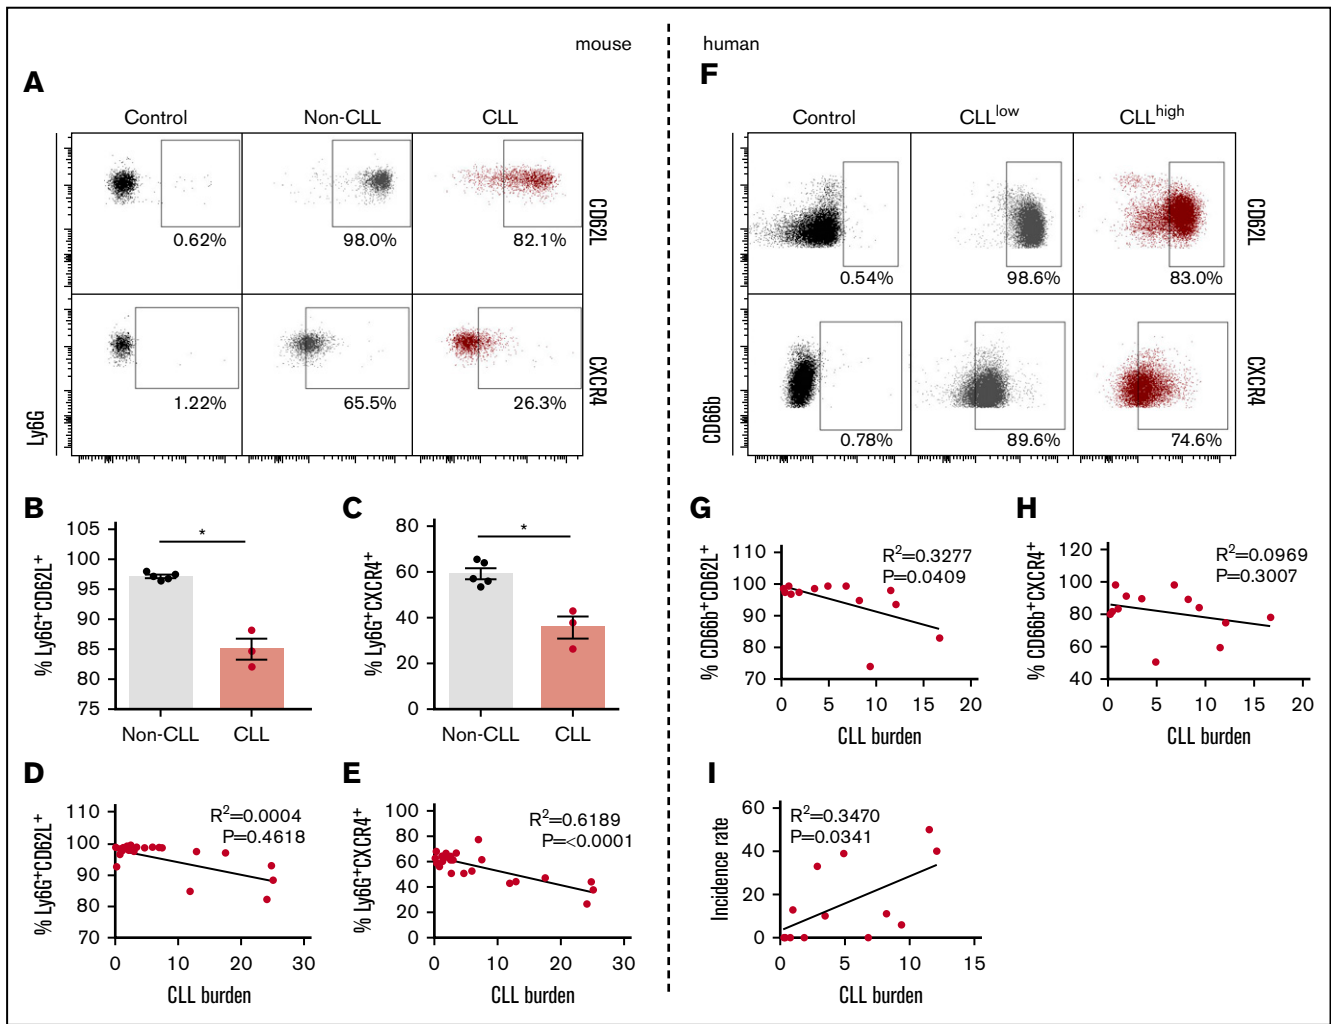 mouse
human
A
Control
Non-CLL
CLL
0.62%
98.0%
82.1%
CD62L
1.22%
65.5%
26.3%
CXCR4
Ly6G
F
Control
CLL^low
CLL^high
0.54%
98.6%
83.0%
CD62L
0.78%
89.6%
74.6%
CXCR4
CD66b
B
% Ly6G+CD62L+
105
100
95
90
85
80
75
*
Non-CLL
CLL
C
% Ly6G+CXCR4+
80
60
40
20
0
*
Non-CLL
CLL
G
% CD66b+CD62L+
110
100
90
80
70
R²=0.3277
P=0.0409
0 5 10 15 20
CLL burden
H
% CD66b+CXCR4+
120
100
80
60
40
R²=0.0969
P=0.3007
0 5 10 15 20
CLL burden
D
% Ly6G+CD62L+
110
100
90
80
70
R²=0.0004
P=0.4618
0 10 20 30
CLL burden
E
% Ly6G+CXCR4+
100
80
60
40
20
0
R²=0.6189
P=<0.0001
0 10 20 30
CLL burden
I
Incidence rate
60
40
20
0
R²=0.3470
P=0.0341
0 5 10 15
CLL burden